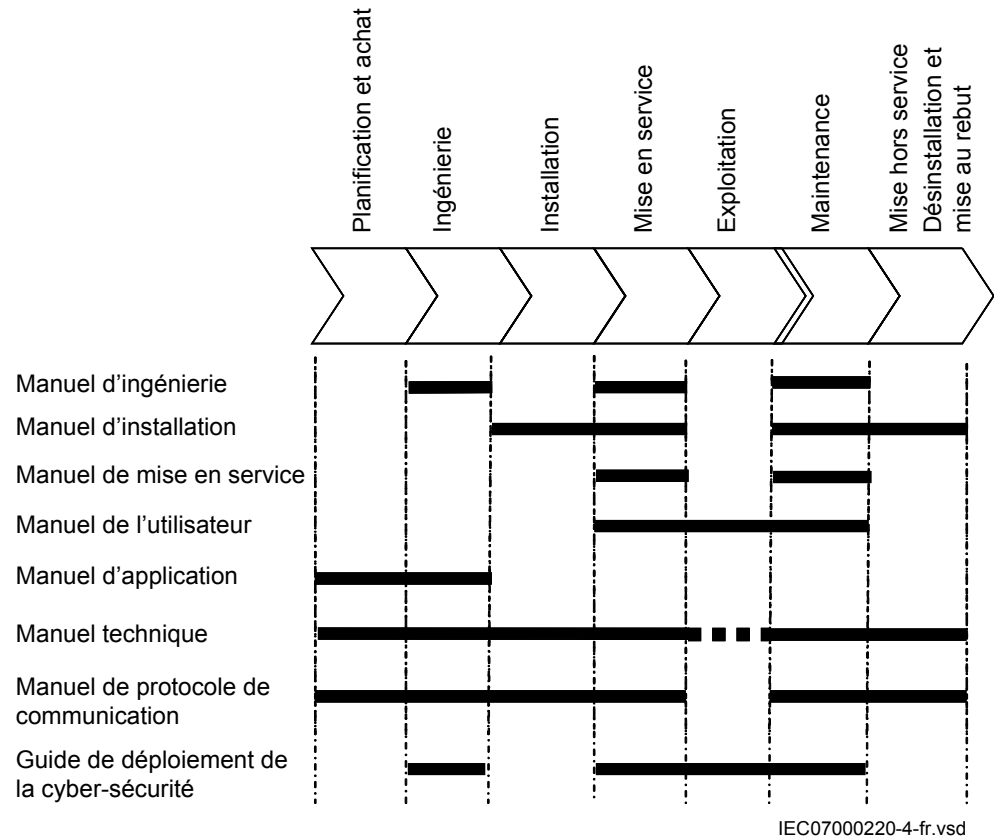 Planification et achat
Ingénierie
Installation
Mise en service
Exploitation
Maintenance
Mise hors service
Désinstallation et
mise au rebut
Manuel d’ingénierie
Manuel d’installation
Manuel de mise en service
Manuel de l’utilisateur
Manuel d’application
Manuel technique
Manuel de protocole de
communication
Guide de déploiement de
la cyber-sécurité
IEC07000220-4-fr.vsd